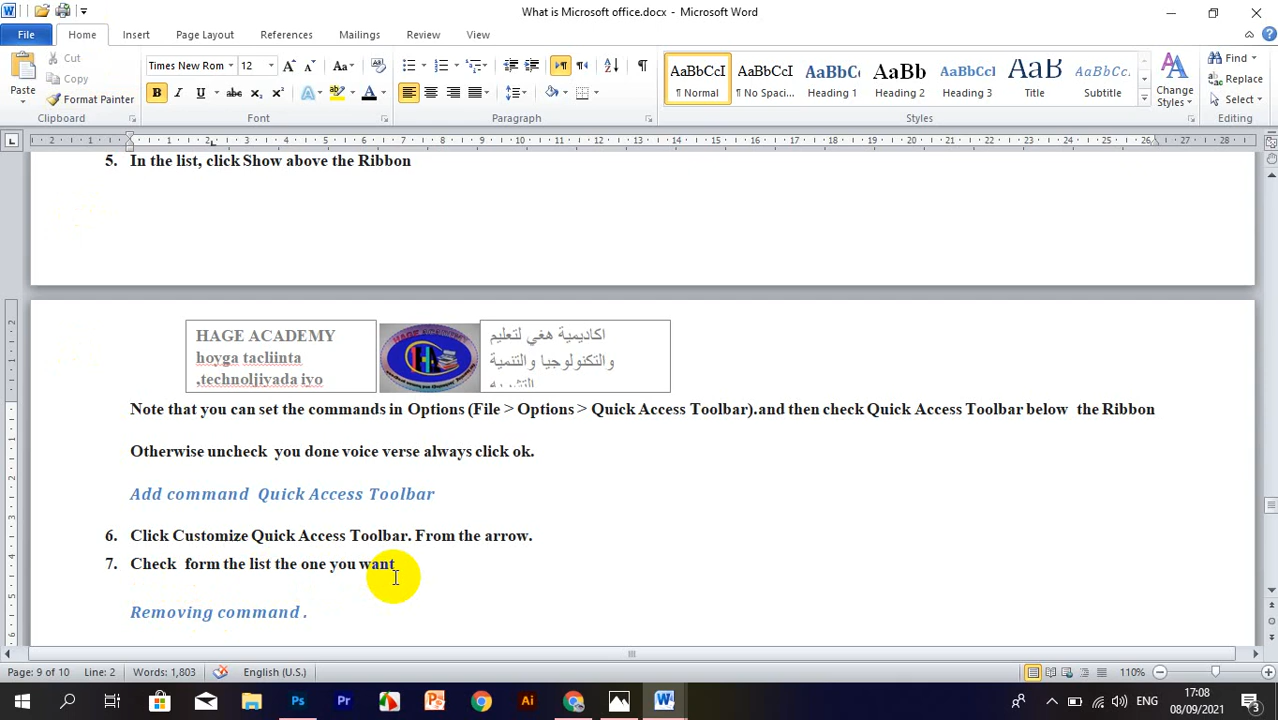 What is Microsoft office.docx - Microsoft Word
File Home Insert Page Layout References Mailings Review View
Cut
Copy
Format Painter
Paste
Clipboard
Times New Rom 12
Font
Paragraph
AaBbCcI AaBbCcI AaBbCc AaBb AaBbCcI AaB AaBbCc.
¶ Normal ¶ No Spaci... Heading 1 Heading 2 Heading 3 Title Subtitle
Change
Styles
Styles
Find
Replace
Select
Editing
5. In the list, click Show above the Ribbon
HAGE ACADEMY
hoyga tacliinta
,technoljiyada iyo
HAGE ACADEMY
اكاديمية هغي لتعليم
والتكنولوجيا والتنمية
Note that you can set the commands in Options (File > Options > Quick Access Toolbar).and then check Quick Access Toolbar below the Ribbon
Otherwise uncheck you done voice verse always click ok.
Add command Quick Access Toolbar
6. Click Customize Quick Access Toolbar. From the arrow.
7. Check form the list the one you want
Removing command .
Page: 9 of 10 Line: 2 Words: 1,803 English (U.S.) 110%
ENG
17:08
08/09/2021